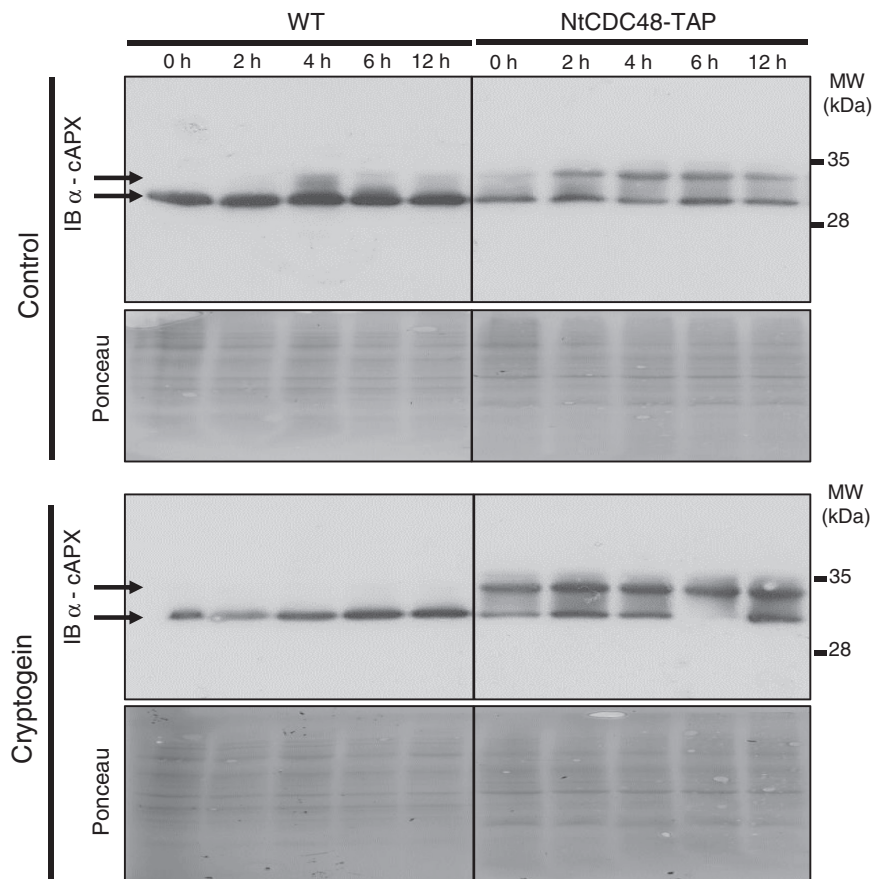 WT NtCDC48-TAP
0 h 2 h 4 h 6 h 12 h 0 h 2 h 4 h 6 h 12 h
MW
(kDa)
Control
IB α - cAPX
35
28
Ponceau
MW
(kDa)
Cryptogein
IB α - cAPX
35
28
Ponceau